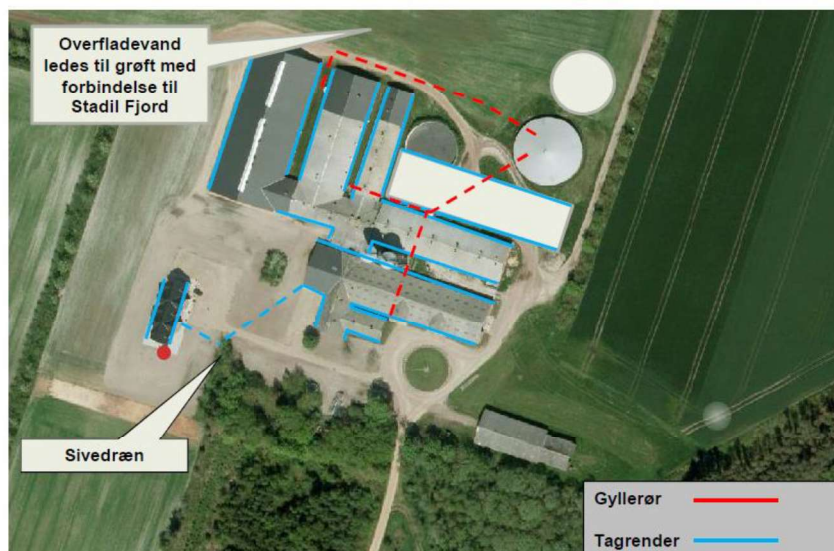 Overfladevand
ledes til grøft med
forbindelse til
Stadil Fjord
Sivedræn
Gyllerør
Tagrender